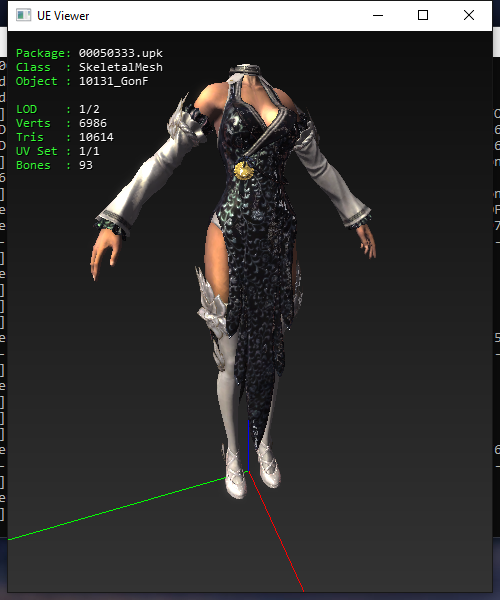 UE Viewer
Package: 00050333.upk
Class : SkeletalMesh
Object : 10131_GonF
LOD : 1/2
Verts : 6986
Tris : 10614
UV Set : 1/1
Bones : 93